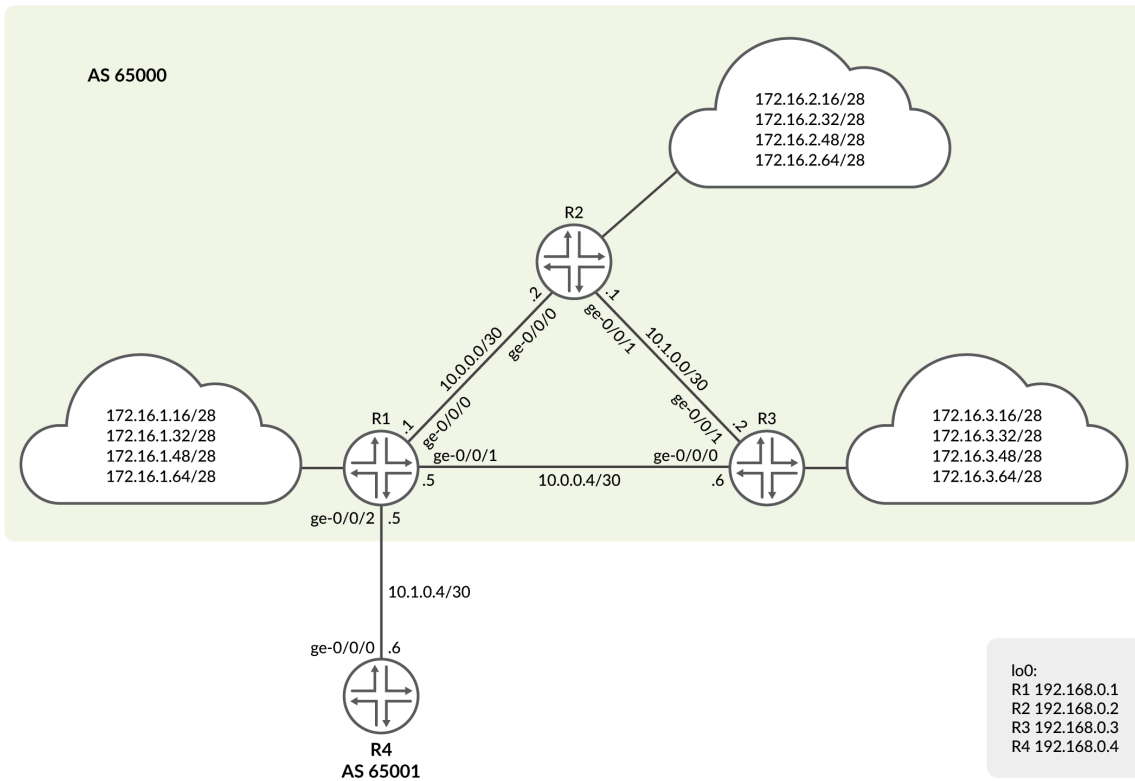 AS 65000
172.16.2.16/28
172.16.2.32/28
172.16.2.48/28
172.16.2.64/28
R2
.2
.1
ge-0/0/0
ge-0/0/1
10.0.0.0/30
10.1.0.0/30
172.16.1.16/28
172.16.1.32/28
172.16.1.48/28
172.16.1.64/28
R1
.1
ge-0/0/0
ge-0/0/1
.5
10.0.0.4/30
ge-0/0/1
.2
R3
ge-0/0/0
.6
172.16.3.16/28
172.16.3.32/28
172.16.3.48/28
172.16.3.64/28
ge-0/0/2
.5
10.1.0.4/30
ge-0/0/0
.6
R4
AS 65001
lo0:
R1 192.168.0.1
R2 192.168.0.2
R3 192.168.0.3
R4 192.168.0.4